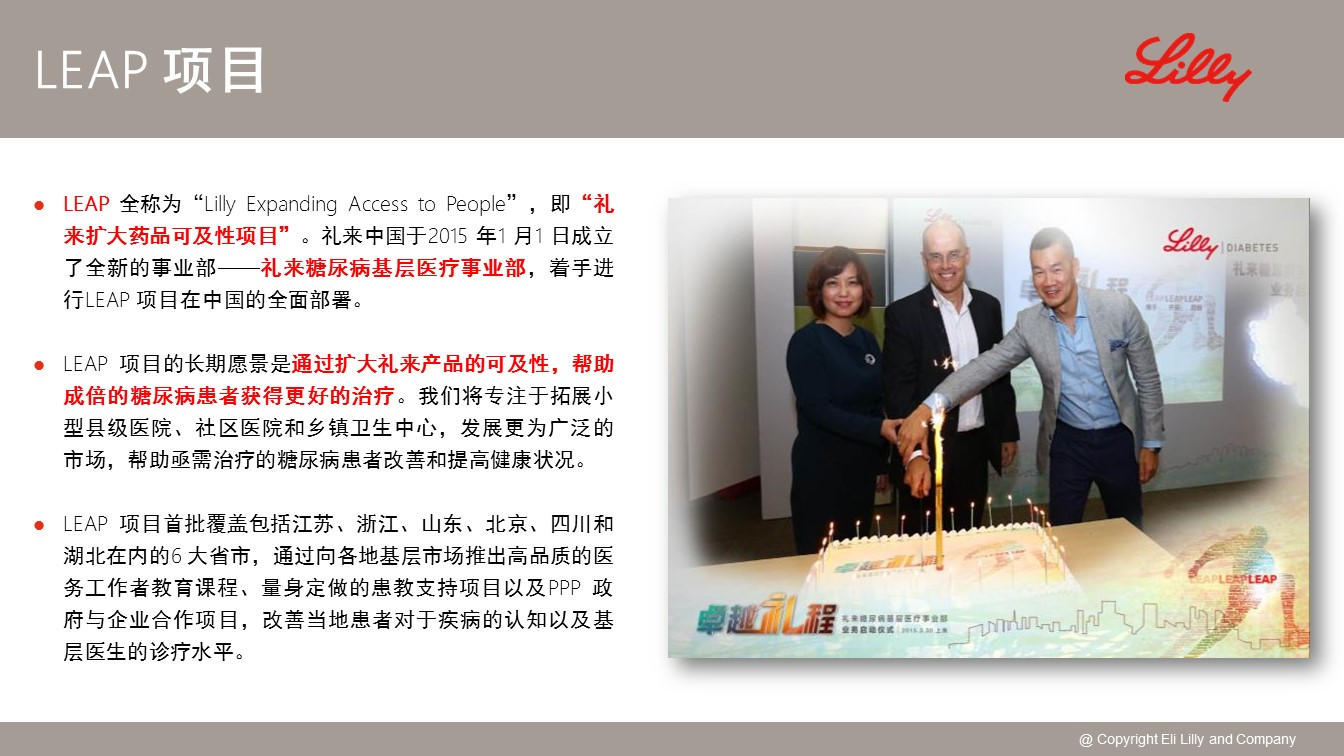 LEAP 项目
Lilly
LEAP 全称为“Lilly Expanding Access to People”，即“礼
来扩大药品可及性项目”。礼来中国于2015 年1 月1 日成立
了全新的事业部——礼来糖尿病基层医疗事业部，着手进
行LEAP 项目在中国的全面部署。
LEAP 项目的长期愿景是通过扩大礼来产品的可及性，帮助
成倍的糖尿病患者获得更好的治疗。我们将专注于拓展小
型县级医院、社区医院和乡镇卫生中心，发展更为广泛的
市场，帮助亟需治疗的糖尿病患者改善和提高健康状况。
LEAP 项目首批覆盖包括江苏、浙江、山东、北京、四川和
湖北在内的6 大省市，通过向各地基层市场推出高品质的医
务工作者教育课程、量身定做的患教支持项目以及PPP 政
府与企业合作项目，改善当地患者对于疾病的认知以及基
层医生的诊疗水平。
Lilly
Lilly | DIABETES
礼来糖尿
业务启
卓 礼程
LEAPLEAP
卓越礼程
LEAPLEAPLEAP
卓越礼程
礼来糖尿病基层医疗事业部
业务启动仪式 | 2015.3.30 上海
@ Copyright Eli Lilly and Company